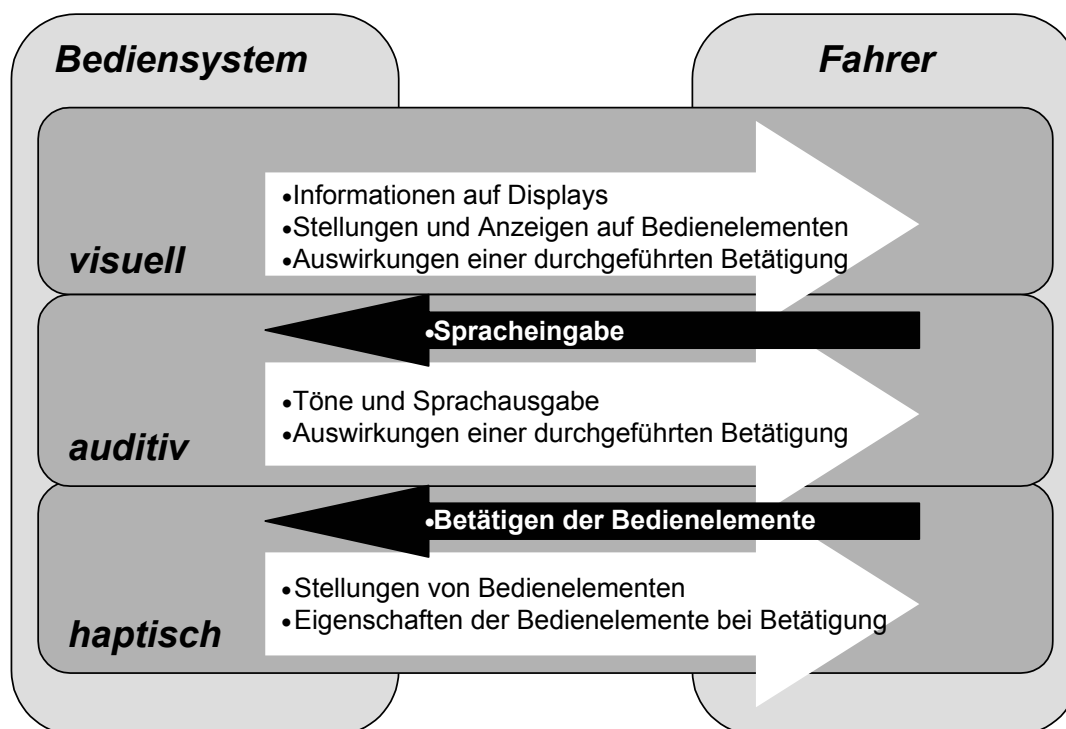 Bediensystem
Fahrer
•Informationen auf Displays
•Stellungen und Anzeigen auf Bedienelementen
•Auswirkungen einer durchgeführten Betätigung
visuell
•Spracheingabe
•Töne und Sprachausgabe
•Auswirkungen einer durchgeführten Betätigung
auditiv
•Betätigen der Bedienelemente
•Stellungen von Bedienelementen
•Eigenschaften der Bedienelemente bei Betätigung
haptisch